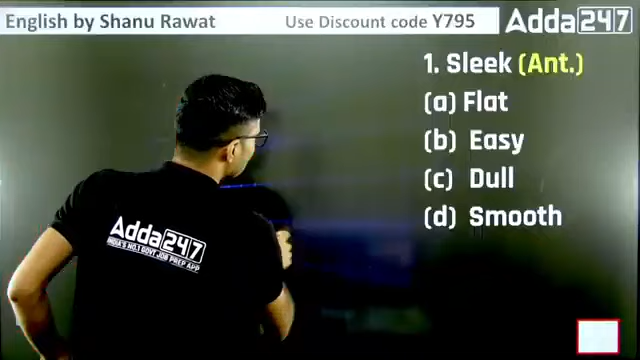 English by Shanu Rawat
Use Discount code Y795
Adda247
1. Sleek (Ant.)
(a) Flat
(b) Easy
(c) Dull
(d) Smooth
Adda247
INDIA'S NO.1 GOVT JOB PREP APP